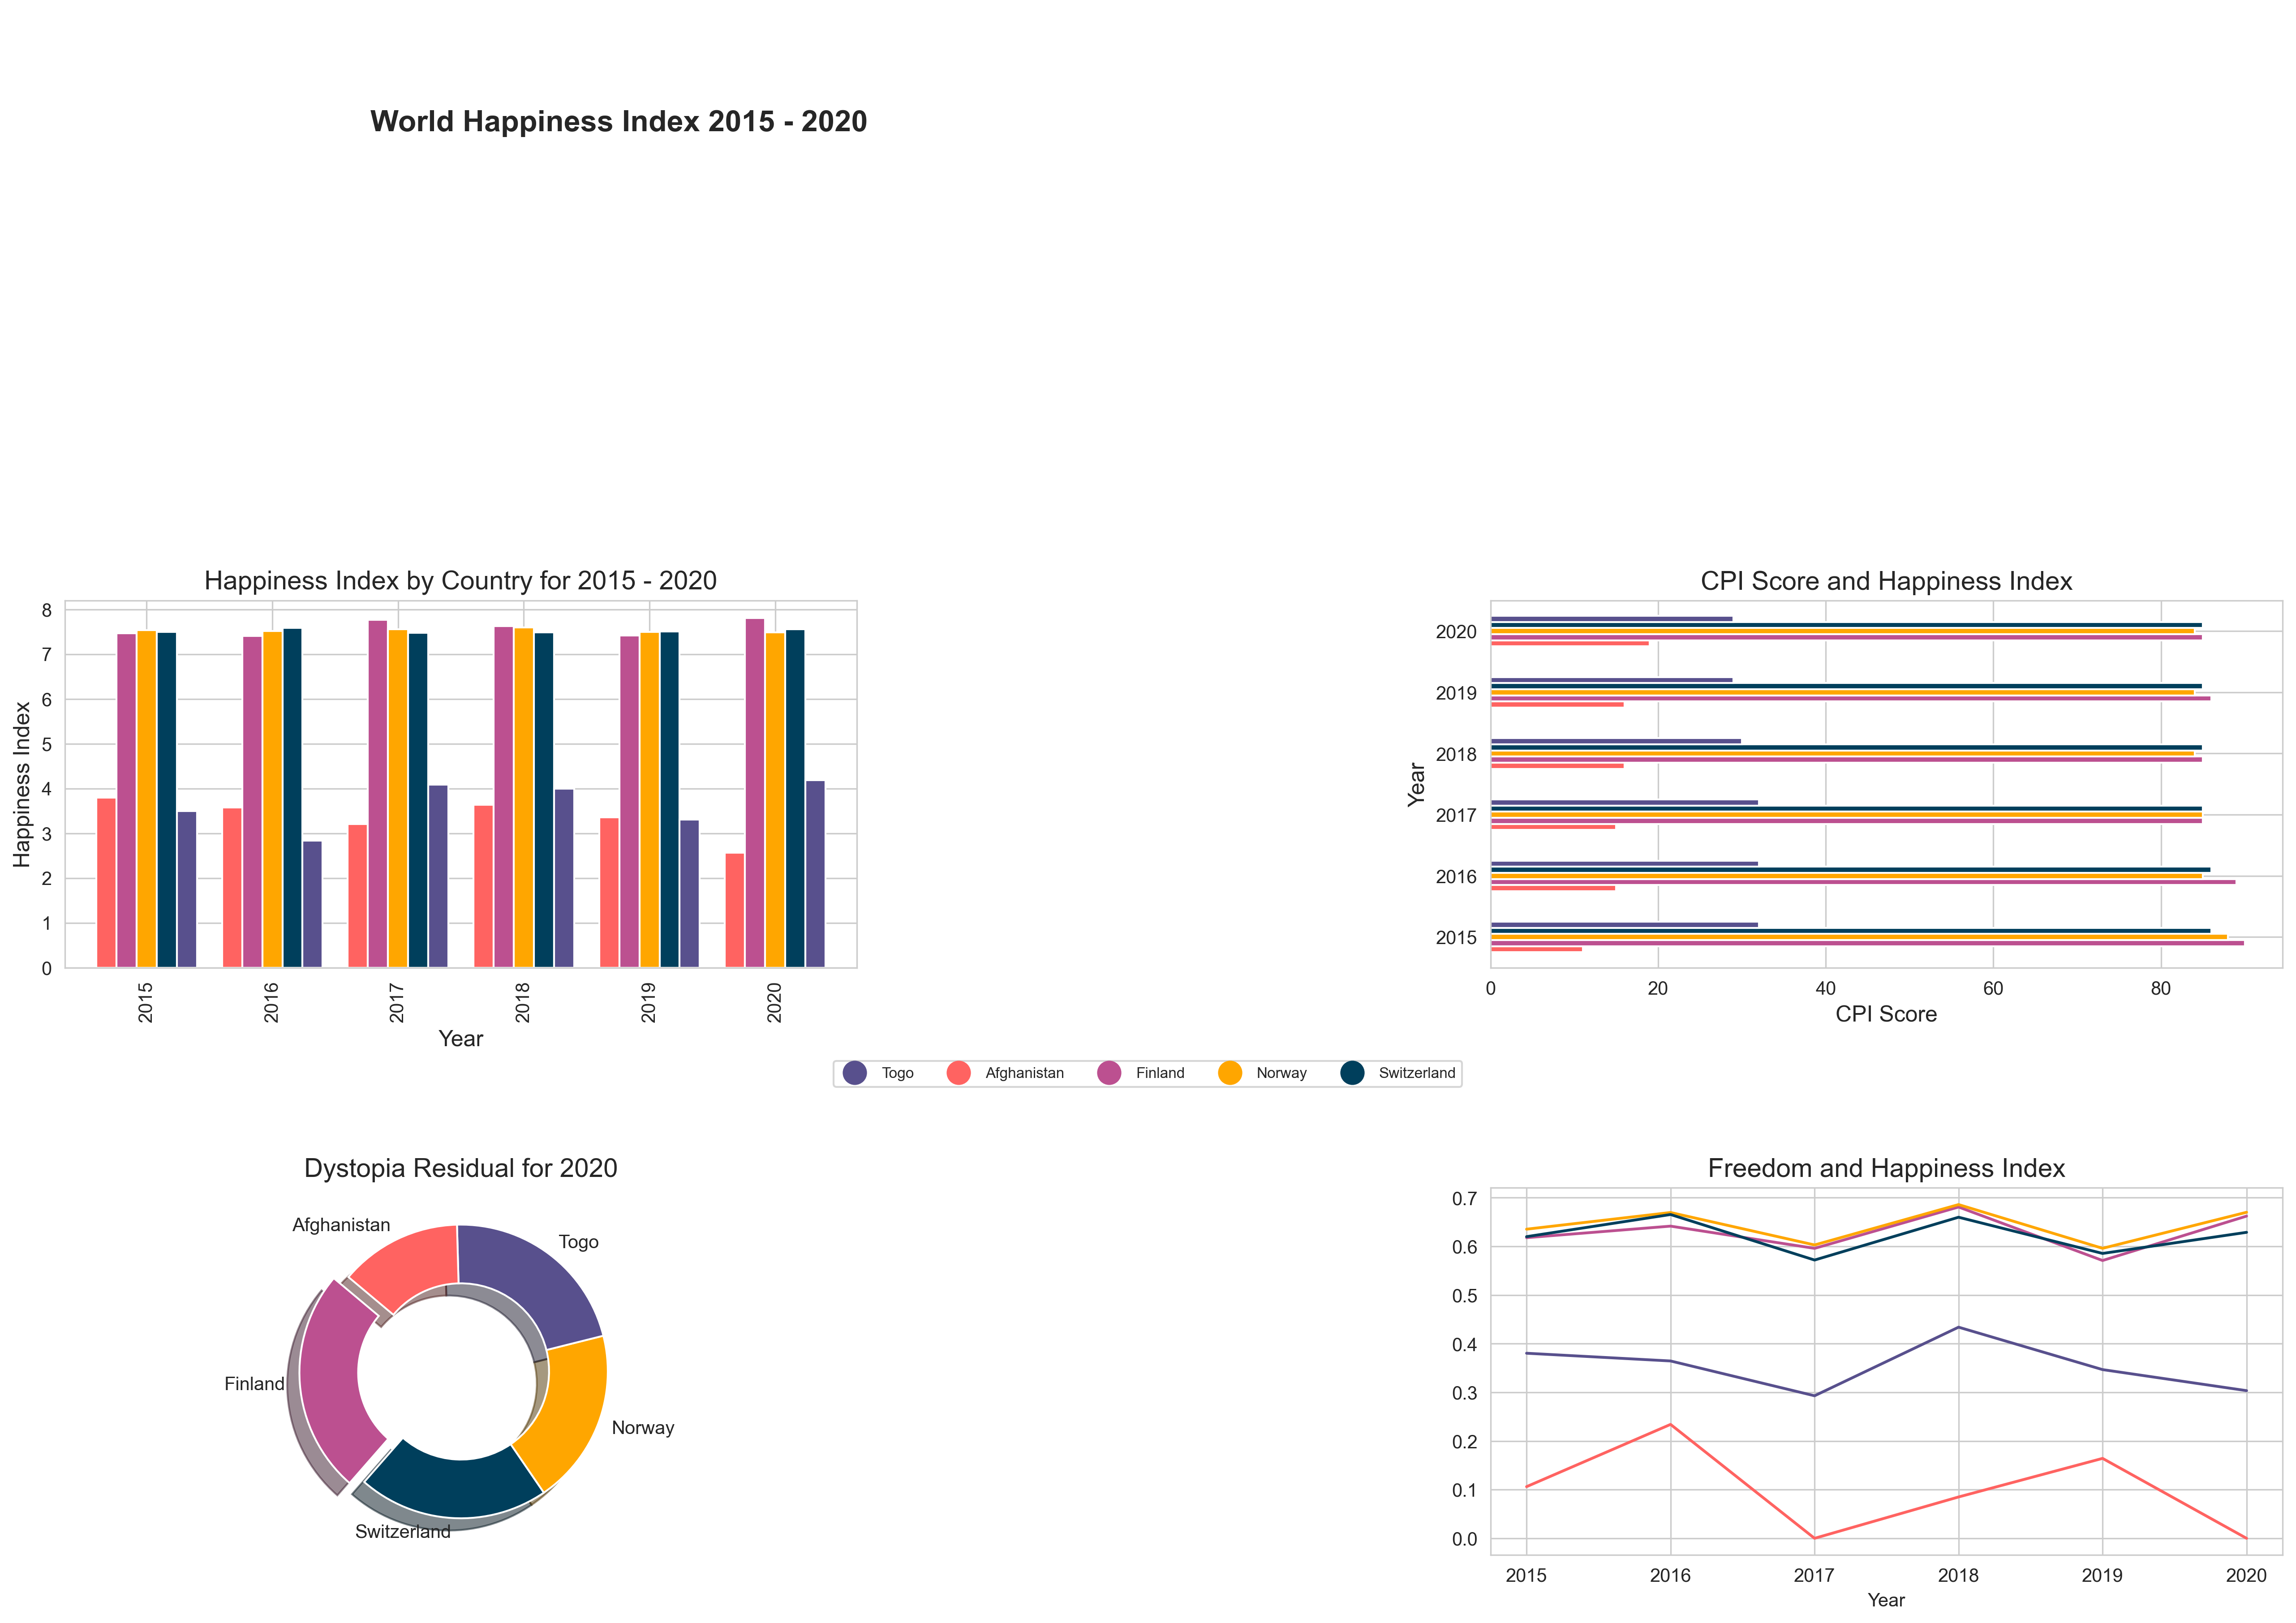 World Happiness Index 2015 - 2020
Happiness Index by Country for 2015 - 2020
Happiness Index
8
7
6
5
4
3
2
1
0
2015
2016
2017
2018
2019
2020
Year
CPI Score and Happiness Index
Year
2020
2019
2018
2017
2016
2015
0
20
40
60
80
CPI Score
Togo
Afghanistan
Finland
Norway
Switzerland
Dystopia Residual for 2020
Afghanistan
Togo
Finland
Norway
Switzerland
Freedom and Happiness Index
0.7
0.6
0.5
0.4
0.3
0.2
0.1
0.0
2015
2016
2017
2018
2019
2020
Year